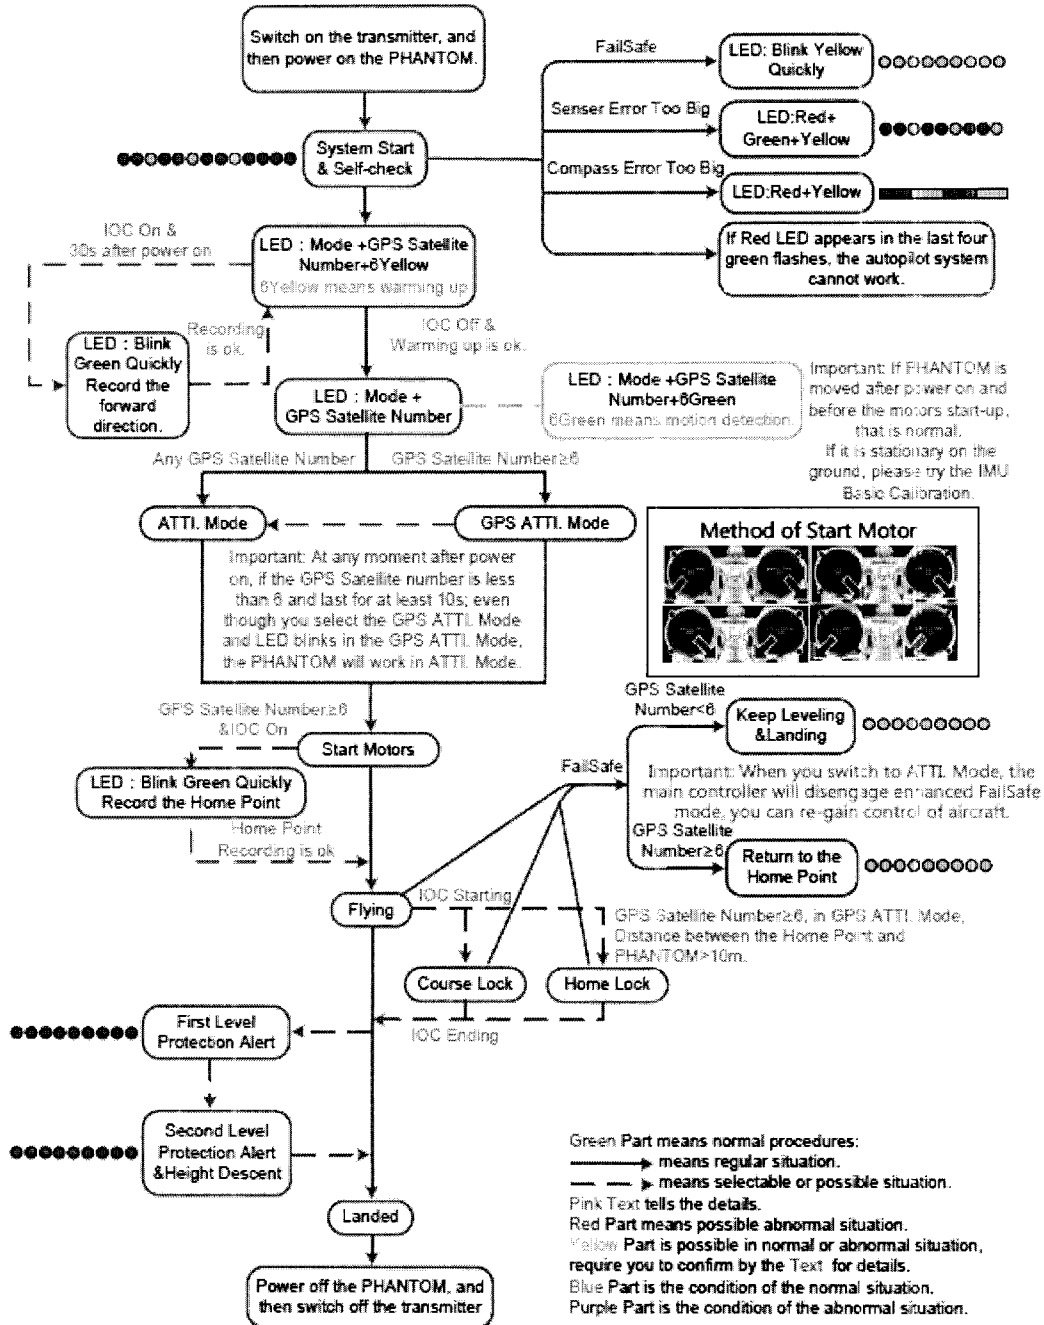 Switch on the transmitter, and
then power on the PHANTOM.
FailSafe
LED: Blink Yellow
Quickly
Senser Error Too Big
LED:Red+
Green+Yellow
System Start
& Self-check
Compass Error Too Big
LED:Red+Yellow
If Red LED appears in the last four
green flashes, the autopilot system
cannot work.
IOC On &
30s after power on
LED : Mode +GPS Satellite
Number+6Yellow
6Yellow means warming up
Recording
is ok.
IOC Off &
Warming up is ok.
LED : Blink
Green Quickly
Record the
forward
direction.
LED : Mode +
GPS Satellite Number
LED : Mode +GPS Satellite
Number+6Green
6Green means motion detection.
Important: If PHANTOM is
moved after power on and
before the motors start-up,
that is normal.
If it is stationary on the
ground, please try the IMU
Basic Calibration.
Any GPS Satellite Number
GPS Satellite Number≥6
ATTI. Mode
GPS ATTI. Mode
Important: At any moment after power
on, if the GPS Satellite number is less
than 6 and last for at least 10s; even
though you select the GPS ATTI. Mode
and LED blinks in the GPS ATTI. Mode,
the PHANTOM will work in ATTI. Mode.
Method of Start Motor
GPS Satellite Number≥6
&IOC On
Start Motors
LED : Blink Green Quickly
Record the Home Point
Home Point
Recording is ok
GPS Satellite
Number<6
Keep Leveling
&Landing
FailSafe
Important: When you switch to ATTI. Mode, the
main controller will disengage enhanced FailSafe
mode, you can re-gain control of aircraft.
GPS Satellite
Number≥6
Return to the
Home Point
Flying
IOC Starting
GPS Satellite Number≥6, in GPS ATTI. Mode,
Distance between the Home Point and
PHANTOM>10m.
Course Lock
Home Lock
IOC Ending
First Level
Protection Alert
Second Level
Protection Alert
&Height Descent
Landed
Power off the PHANTOM, and
then switch off the transmitter
Green Part means normal procedures:
means regular situation.
means selectable or possible situation.
Pink Text tells the details.
Red Part means possible abnormal situation.
Yellow Part is possible in normal or abnormal situation,
require you to confirm by the Text for details.
Blue Part is the condition of the normal situation.
Purple Part is the condition of the abnormal situation.